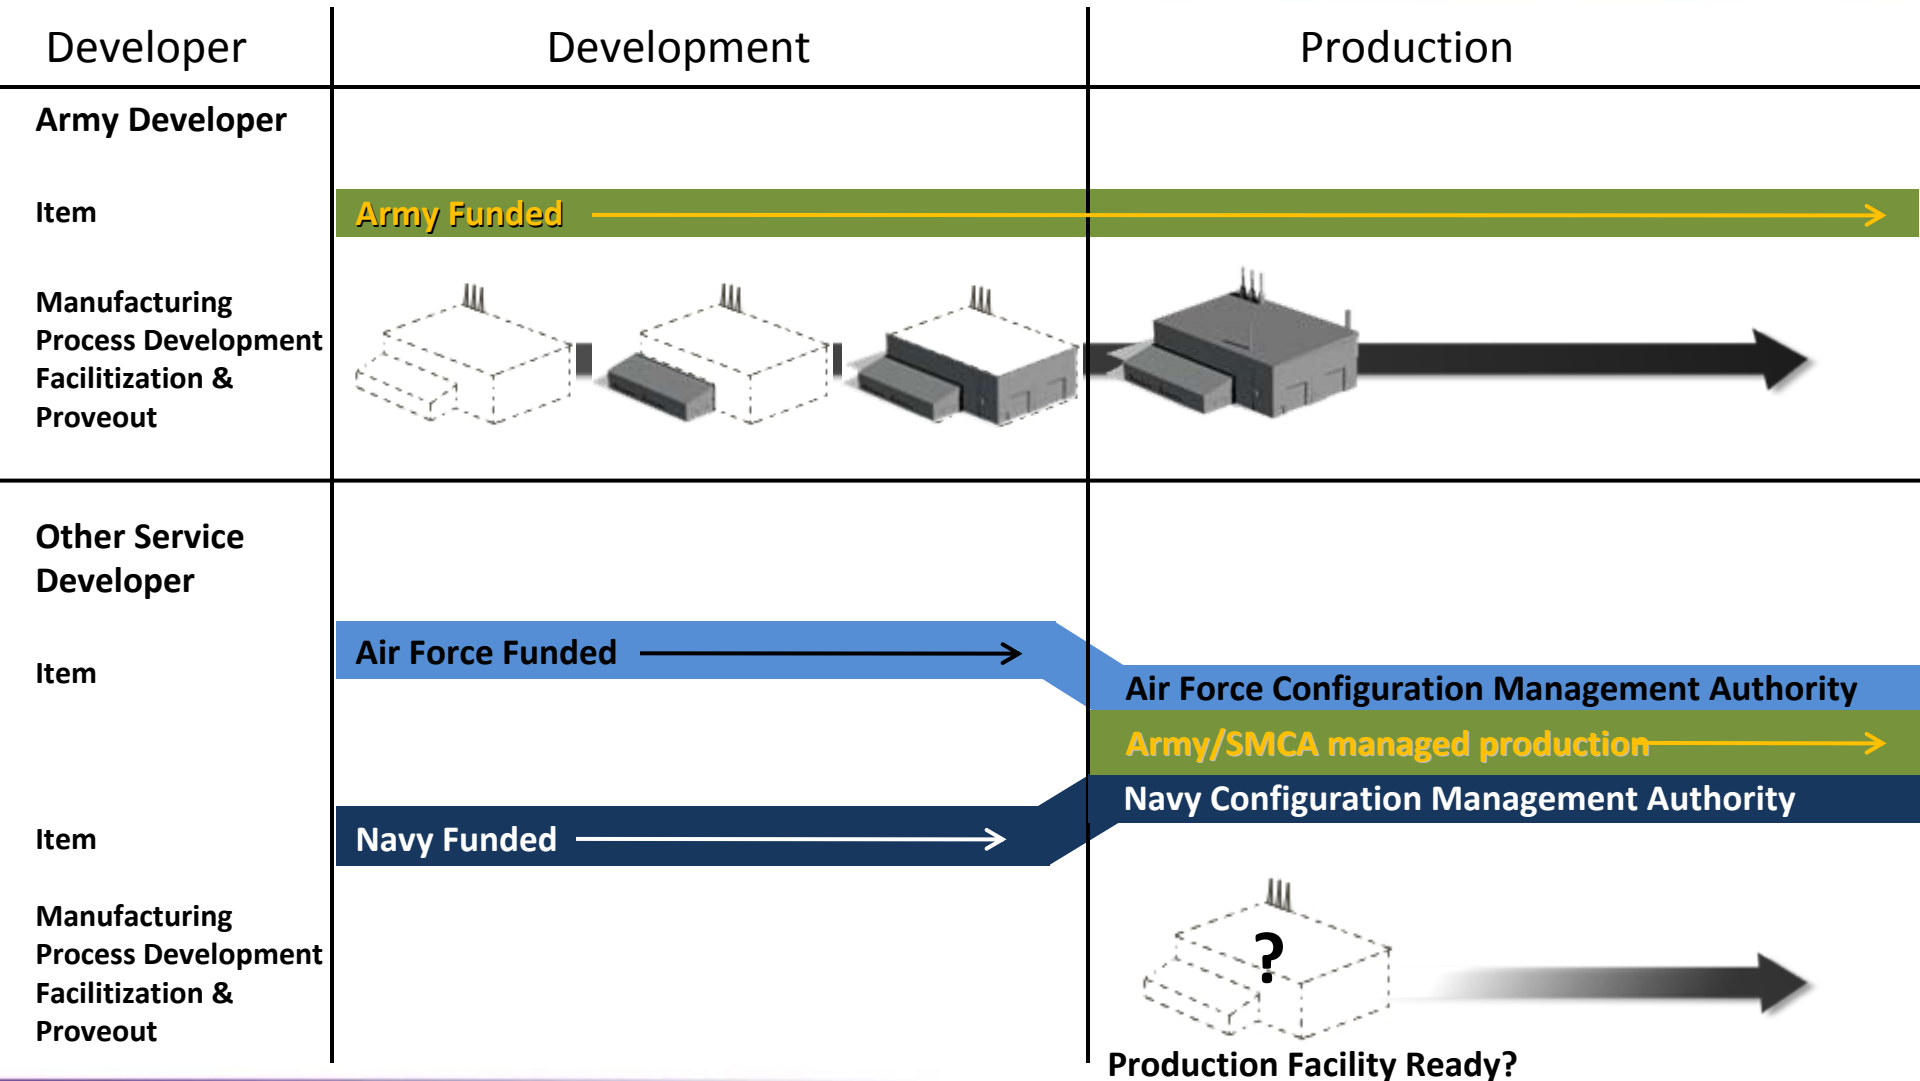 Developer
Development
Production
Army Developer
Item
Army Funded
Manufacturing
Process Development
Facilitization &
Proveout
Other Service
Developer
Item
Air Force Funded
Air Force Configuration Management Authority
Army/SMCA managed production
Navy Configuration Management Authority
Item
Navy Funded
Manufacturing
Process Development
Facilitization &
Proveout
?
Production Facility Ready?